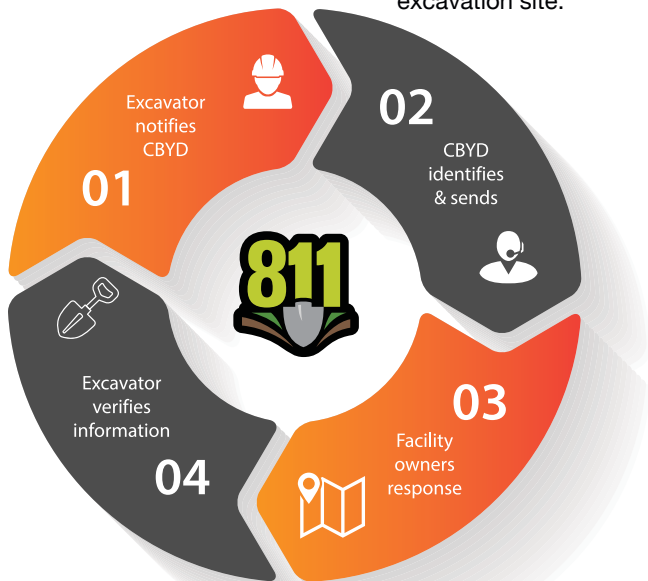 excavation site.
Excavator
notifies
CBYD
01
02
CBYD
identifies
& sends
811
03
Facility
owners
response
Excavator
verifies
information
04